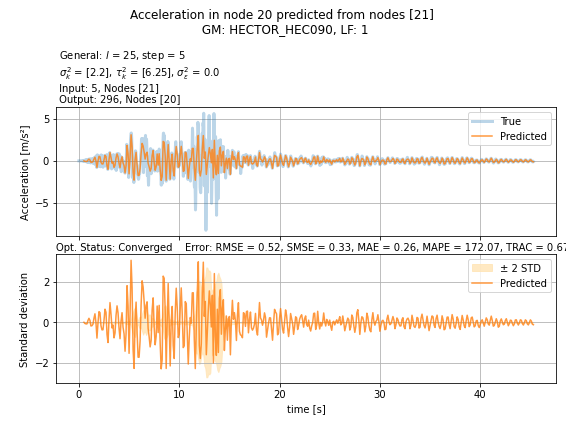 Acceleration in node 20 predicted from nodes [21]
GM: HECTOR_HEC090, LF: 1
General: l = 25, step = 5
σ²ₖ = [2.2], τ²ₖ = [6.25], σ²ε = 0.0
Input: 5, Nodes [21]
Output: 296, Nodes [20]
Acceleration [m/s²]
5
0
−5
True
Predicted
Opt. Status: Converged Error: RMSE = 0.52, SMSE = 0.33, MAE = 0.26, MAPE = 172.07, TRAC = 0.67
Standard deviation
2
0
−2
± 2 STD
Predicted
0 10 20 30 40
time [s]